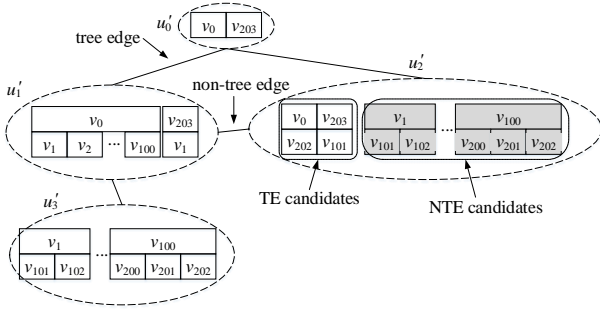 u'0
v0 v203
tree edge
u'2
u'1
non-tree edge
v0 v203
v1 v2 ... v100 v1
v0 v203
v202 v101
v1 ... v100
v101 v102 v200 v201 v202
TE candidates
NTE candidates
u'3
v1 ... v100
v101 v102 v200 v201 v202